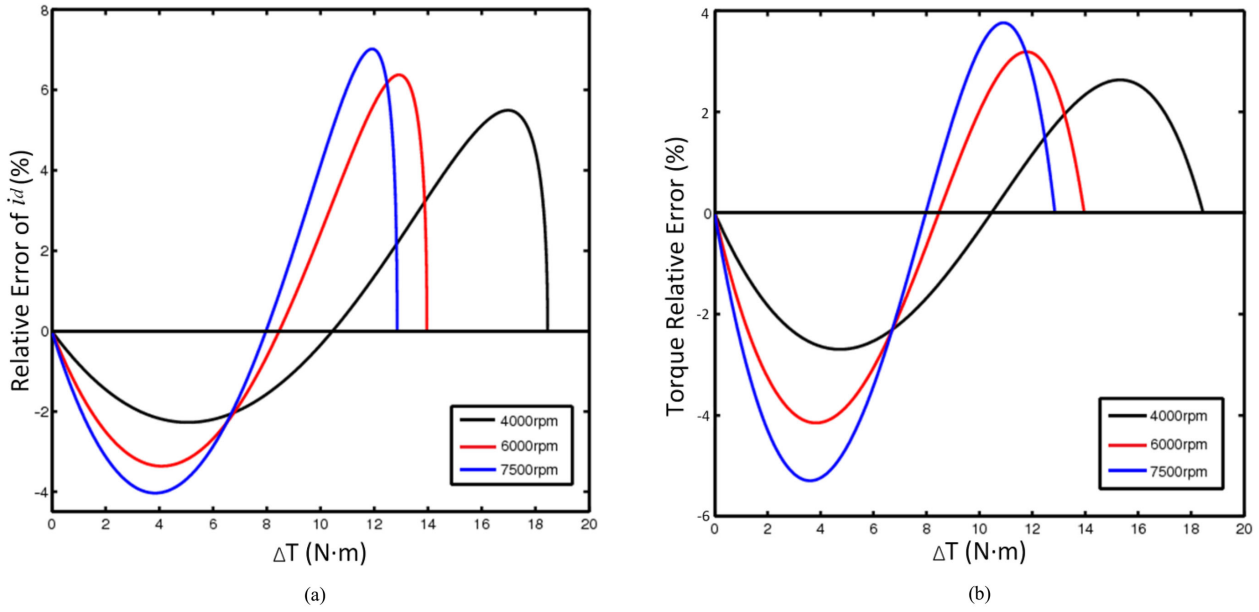 8
6
4
2
0
-2
-4
Relative Error of id (%)
0 2 4 6 8 10 12 14 16 18 20
ΔT (N·m)
4000rpm
6000rpm
7500rpm
(a)
4
2
0
-2
-4
-6
Torque Relative Error (%)
0 2 4 6 8 10 12 14 16 18 20
ΔT (N·m)
4000rpm
6000rpm
7500rpm
(b)